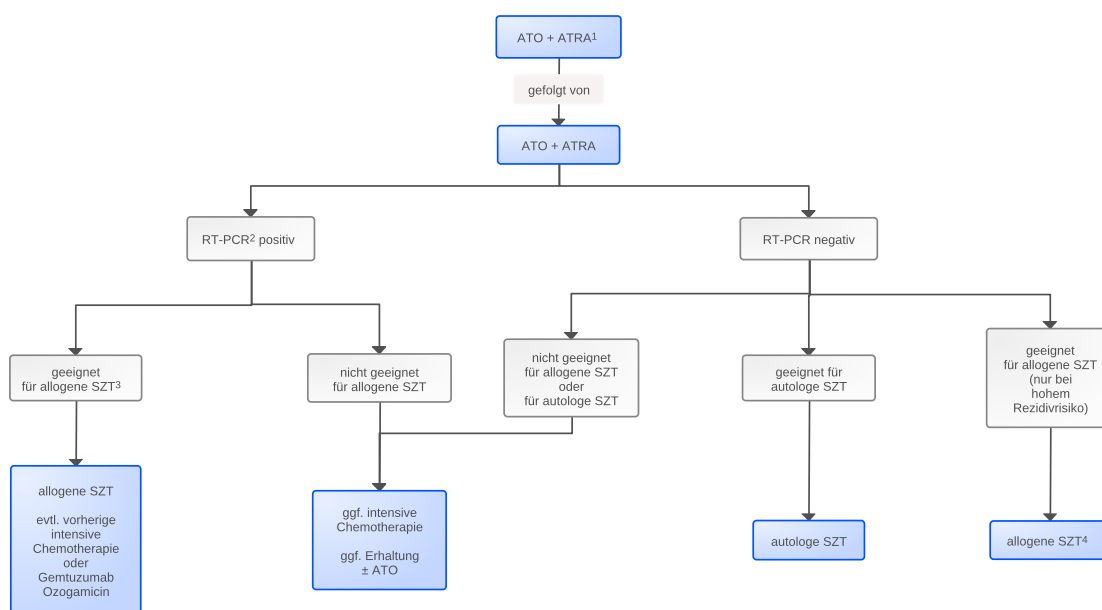 ATO + ATRA¹
gefolgt von
ATO + ATRA
RT-PCR² positiv
RT-PCR negativ
geeignet
für allogene SZT³
nicht geeignet
für allogene SZT
nicht geeignet
für allogene SZT
oder
für autologe SZT
geeignet für
autologe SZT
geeignet
für allogene SZT
(nur bei
hohem
Rezidivrisiko)
allogene SZT
evtl. vorherige
intensive
Chemotherapie
oder
Gemtuzumab
Ozogamicin
ggf. intensive
Chemotherapie
ggf. Erhaltung
± ATO
autologe SZT
allogene SZT⁴